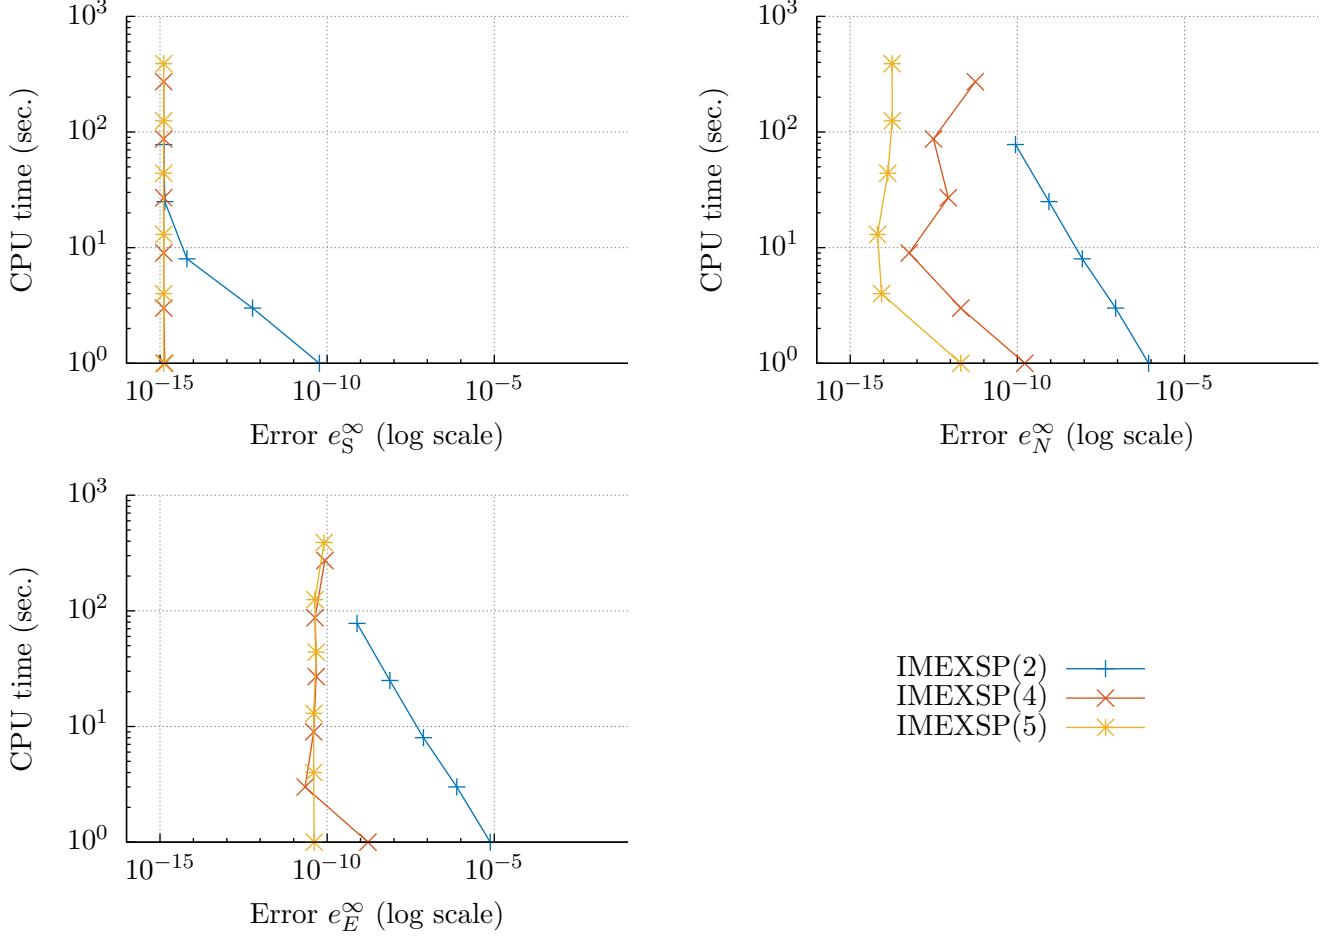 10^3
10^2
10^1
10^0
CPU time (sec.)
10^-15
10^-10
10^-5
Error e_S^∞ (log scale)
10^3
10^2
10^1
10^0
CPU time (sec.)
10^-15
10^-10
10^-5
Error e_N^∞ (log scale)
10^3
10^2
10^1
10^0
CPU time (sec.)
10^-15
10^-10
10^-5
Error e_E^∞ (log scale)
IMEXSP(2)
IMEXSP(4)
IMEXSP(5)